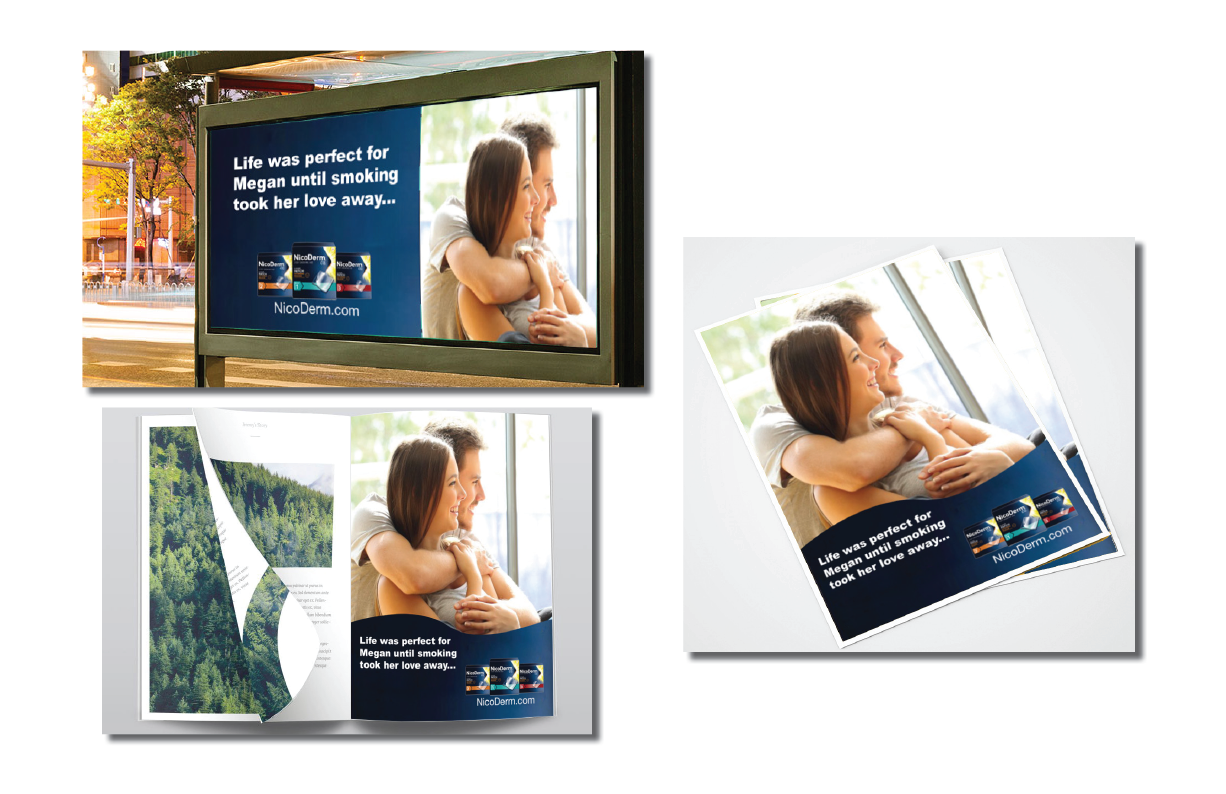 Life was perfect for
Megan until smoking
took her love away...
NicoDerm
NicoDerm
NicoDerm
NicoDerm.com
Life was perfect for
Megan until smoking
took her love away...
NicoDerm
NicoDerm
NicoDerm
NicoDerm.com
Life was perfect for
Megan until smoking
took her love away...
NicoDerm
NicoDerm
NicoDerm
NicoDerm.com